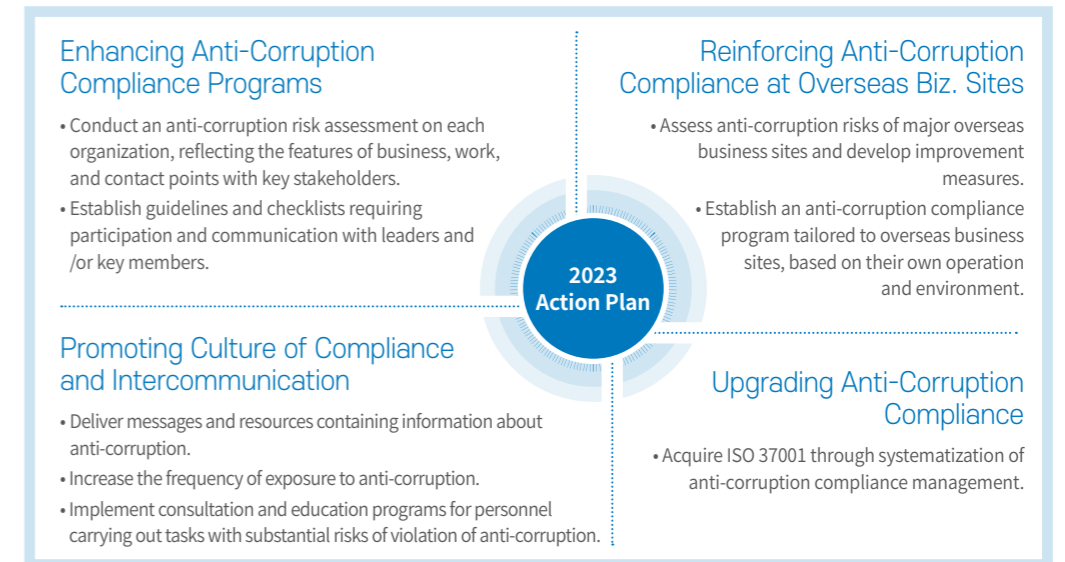 Enhancing Anti-Corruption
Compliance Programs
• Conduct an anti-corruption risk assessment on each
organization, reflecting the features of business, work,
and contact points with key stakeholders.
• Establish guidelines and checklists requiring
participation and communication with leaders and
/or key members.
Reinforcing Anti-Corruption
Compliance at Overseas Biz. Sites
• Assess anti-corruption risks of major overseas
business sites and develop improvement
measures.
• Establish an anti-corruption compliance
program tailored to overseas business
sites, based on their own operation
and environment.
2023
Action Plan
Promoting Culture of Compliance
and Intercommunication
• Deliver messages and resources containing information about
anti-corruption.
• Increase the frequency of exposure to anti-corruption.
• Implement consultation and education programs for personnel
carrying out tasks with substantial risks of violation of anti-corruption.
Upgrading Anti-Corruption
Compliance
• Acquire ISO 37001 through systematization of
anti-corruption compliance management.